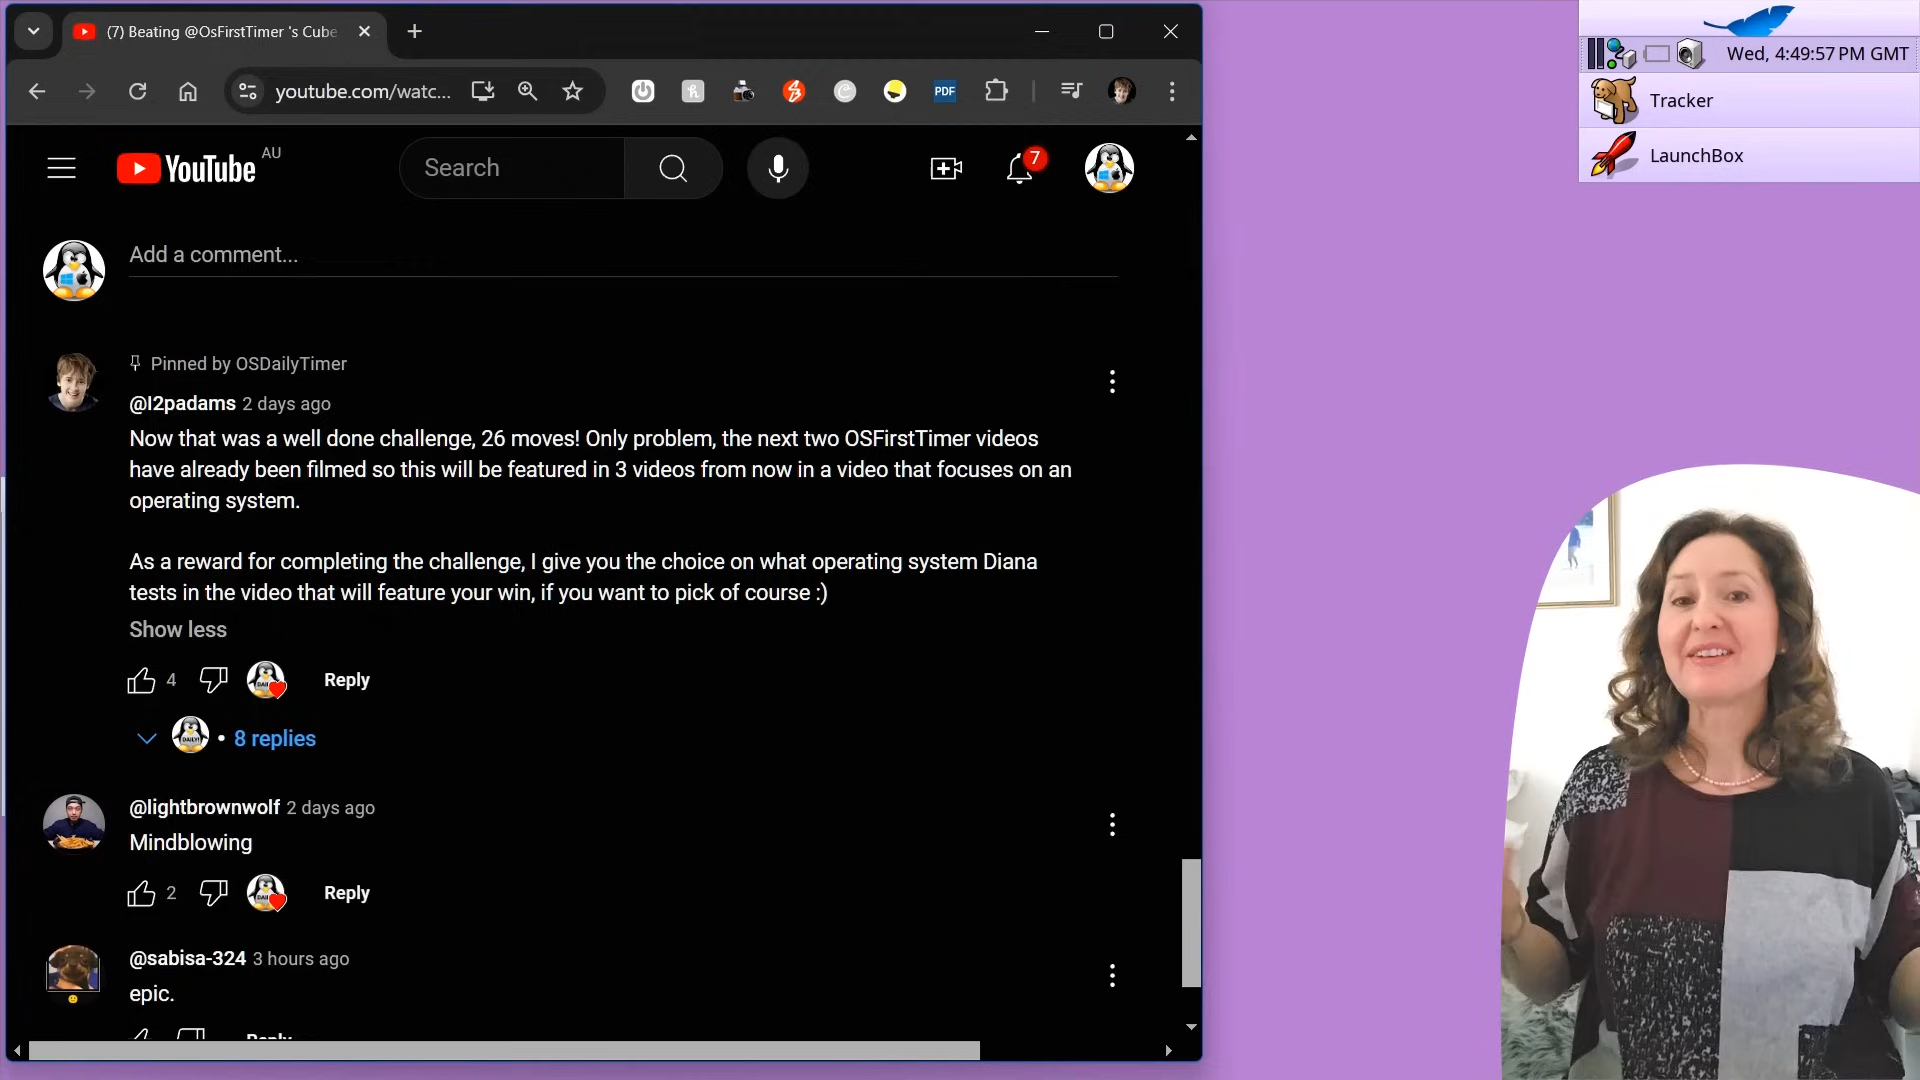 (7) Beating @OsFirstTimer 's Cube
youtube.com/watc...
PDF
YouTube AU
Search
7
Add a comment...
Pinned by OSDailyTimer
@I2padams 2 days ago
Now that was a well done challenge, 26 moves! Only problem, the next two OSFirstTimer videos
have already been filmed so this will be featured in 3 videos from now in a video that focuses on an
operating system.
As a reward for completing the challenge, I give you the choice on what operating system Diana
tests in the video that will feature your win, if you want to pick of course :)
Show less
4
Reply
• 8 replies
@lightbrownwolf 2 days ago
Mindblowing
2
Reply
@sabisa-324 3 hours ago
epic.
Reply
Wed, 4:49:57 PM GMT
Tracker
LaunchBox